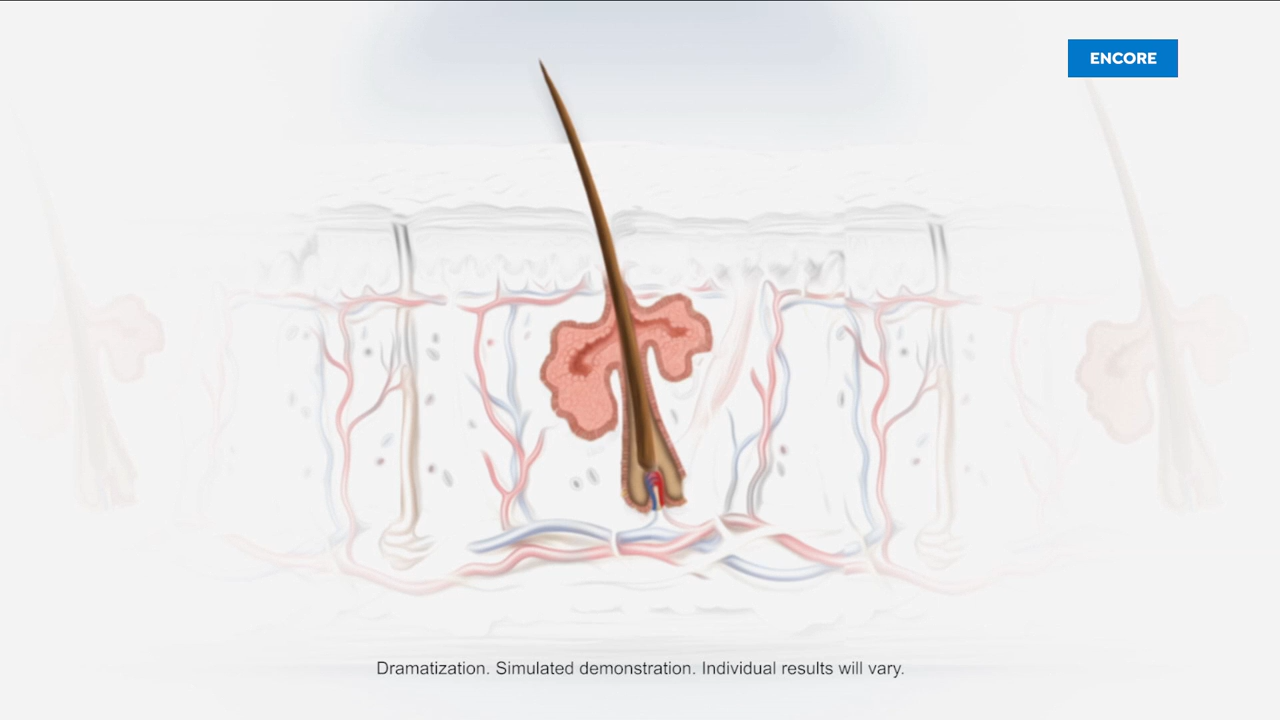 ENCORE
Dramatization. Simulated demonstration. Individual results will vary.